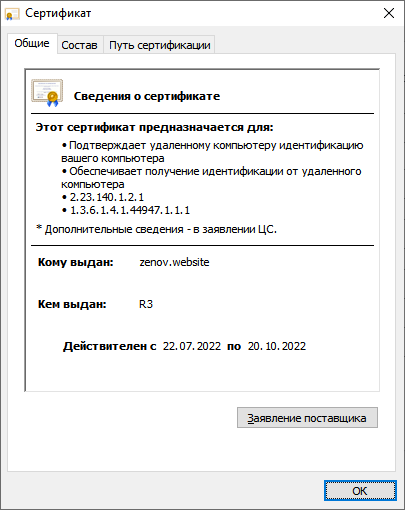 Сертификат
Общие Состав Путь сертификации
Сведения о сертификате
Этот сертификат предназначается для:
• Подтверждает удаленному компьютеру идентификацию
вашего компьютера
• Обеспечивает получение идентификации от удаленного
компьютера
• 2.23.140.1.2.1
• 1.3.6.1.4.1.44947.1.1.1
* Дополнительные сведения - в заявлении ЦС.
Кому выдан: zenov.website
Кем выдан: R3
Действителен с 22.07.2022 по 20.10.2022
Заявление поставщика
ОК